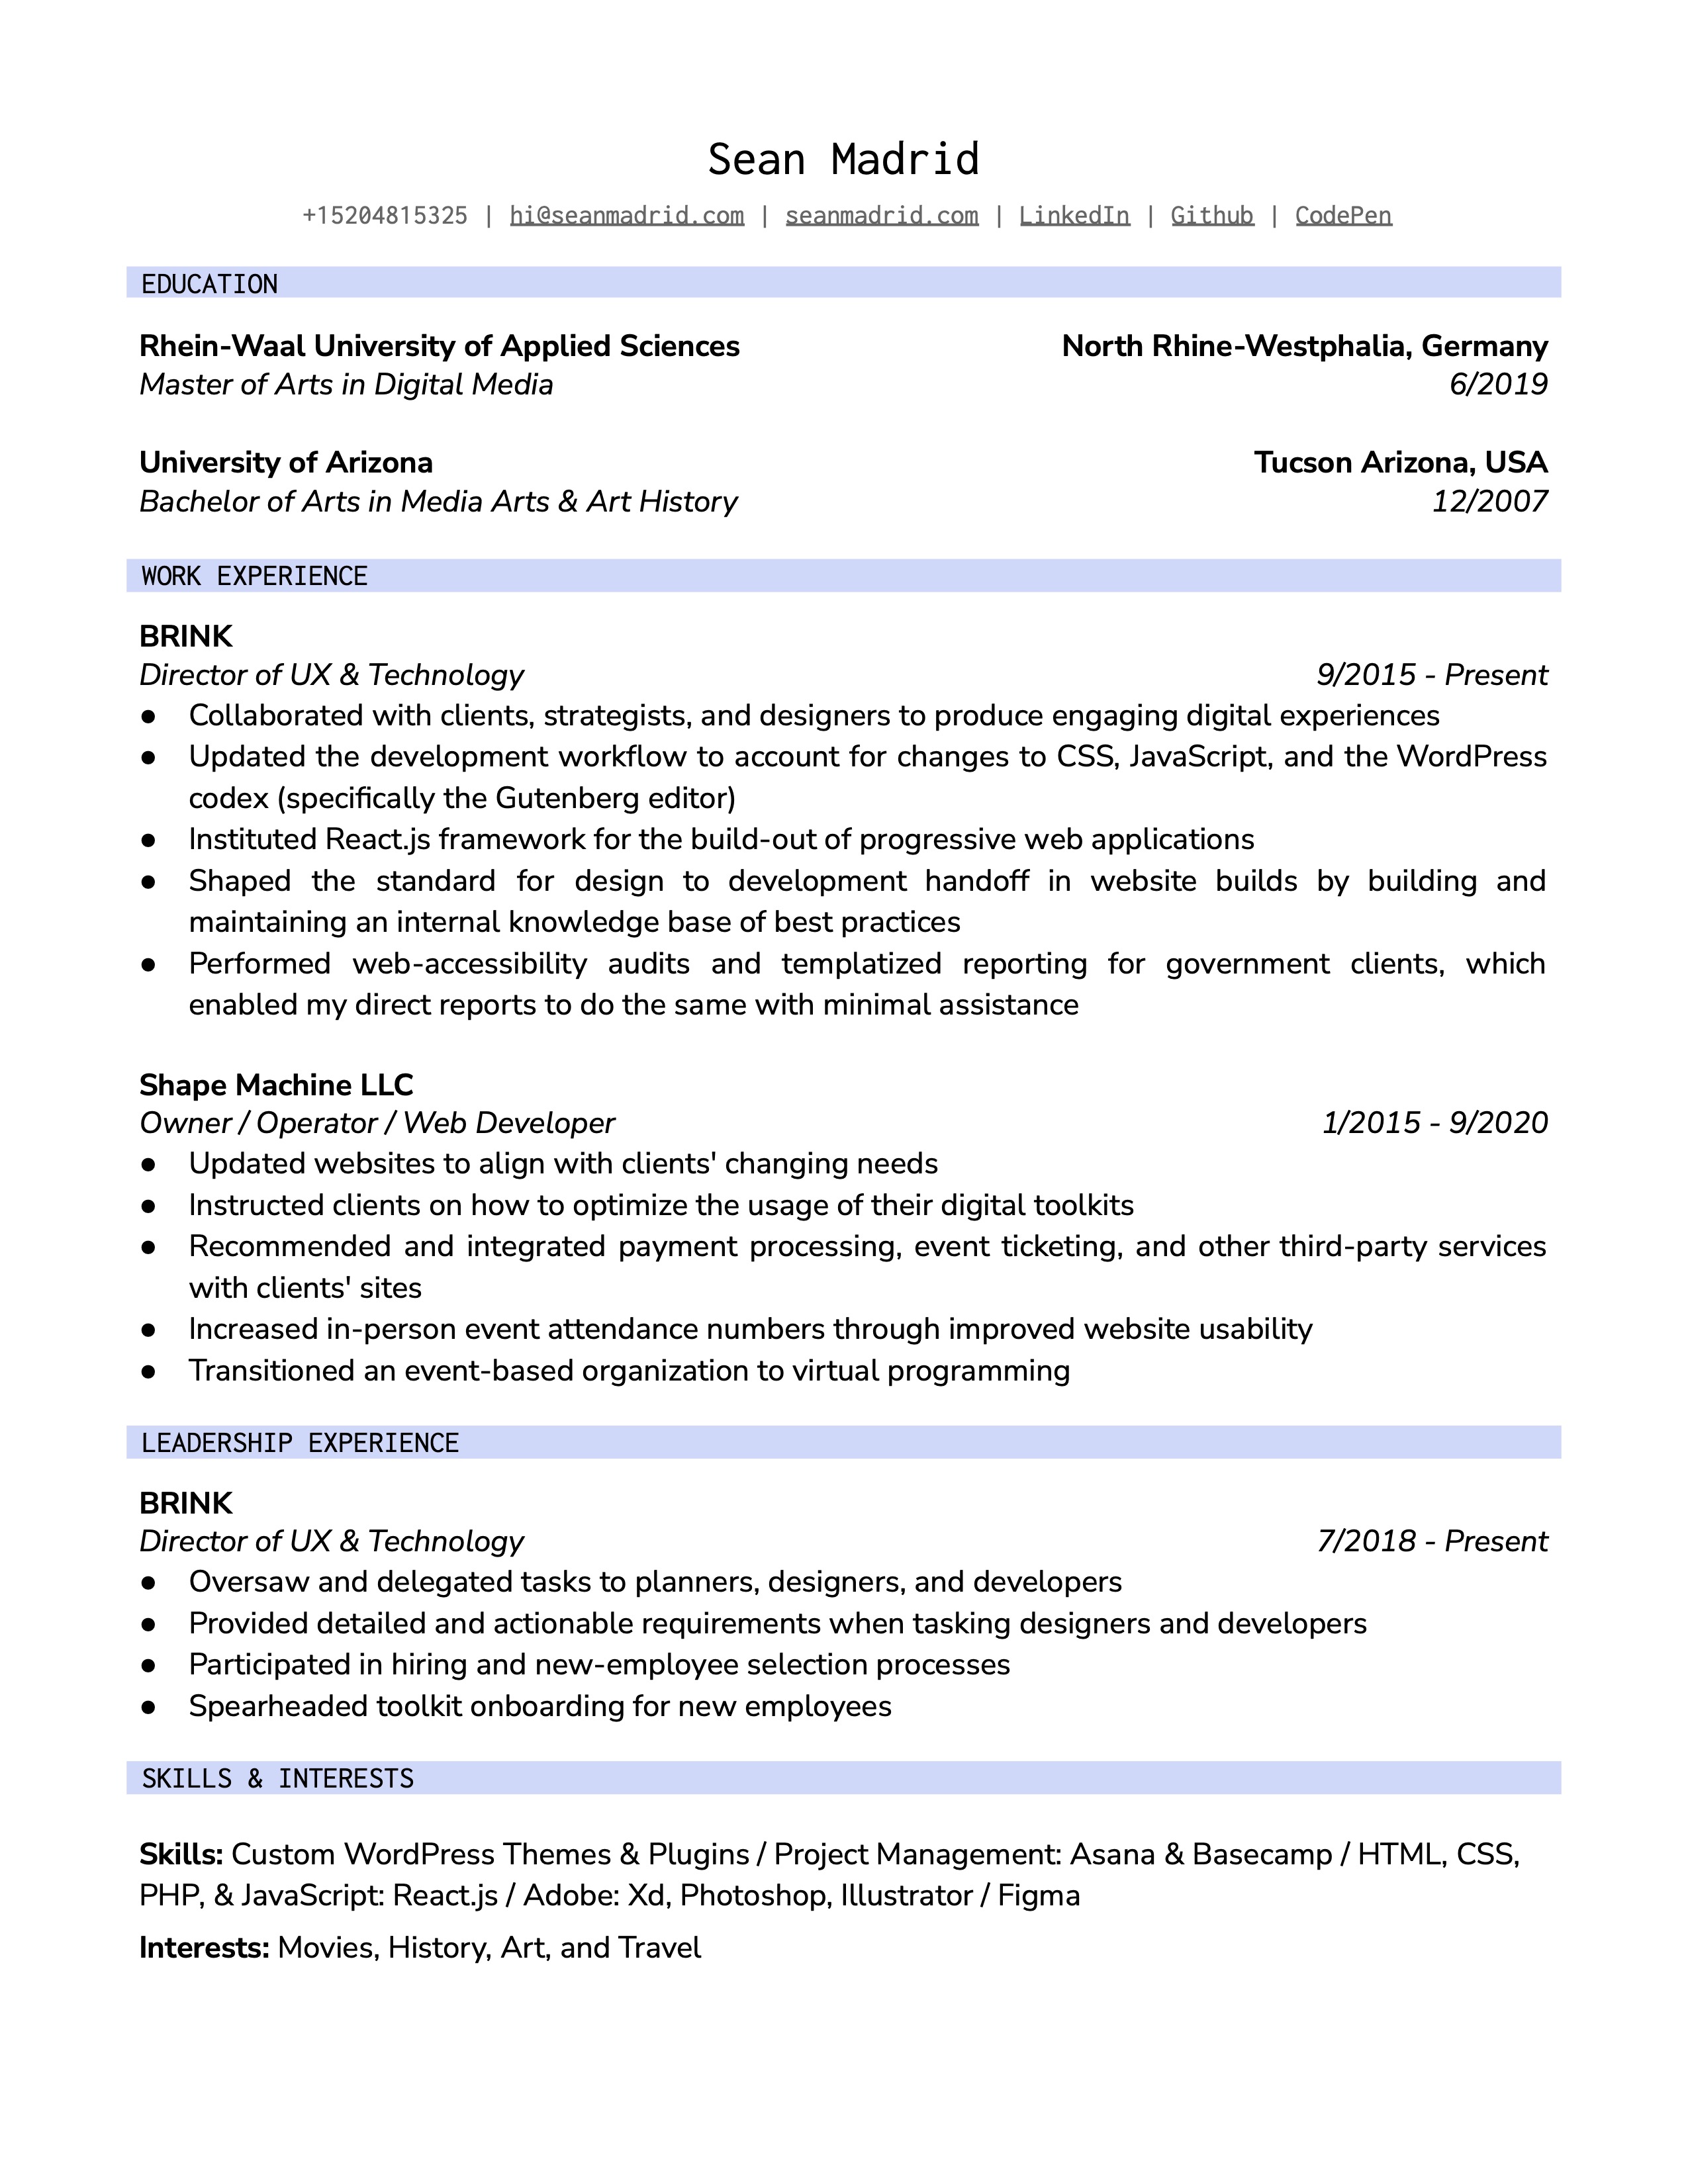 Sean Madrid
+15204815325 | hi@seanmadrid.com | seanmadrid.com | LinkedIn | Github | CodePen
EDUCATION
Rhein-Waal University of Applied Sciences North Rhine-Westphalia, Germany
Master of Arts in Digital Media 6/2019
University of Arizona Tucson Arizona, USA
Bachelor of Arts in Media Arts & Art History 12/2007
WORK EXPERIENCE
BRINK
Director of UX & Technology 9/2015 - Present
● Collaborated with clients, strategists, and designers to produce engaging digital experiences
● Updated the development workflow to account for changes to CSS, JavaScript, and the WordPress
codex (specifically the Gutenberg editor)
● Instituted React.js framework for the build-out of progressive web applications
● Shaped the standard for design to development handoff in website builds by building and
maintaining an internal knowledge base of best practices
● Performed web-accessibility audits and templatized reporting for government clients, which
enabled my direct reports to do the same with minimal assistance
Shape Machine LLC
Owner / Operator / Web Developer 1/2015 - 9/2020
● Updated websites to align with clients' changing needs
● Instructed clients on how to optimize the usage of their digital toolkits
● Recommended and integrated payment processing, event ticketing, and other third-party services
with clients' sites
● Increased in-person event attendance numbers through improved website usability
● Transitioned an event-based organization to virtual programming
LEADERSHIP EXPERIENCE
BRINK
Director of UX & Technology 7/2018 - Present
● Oversaw and delegated tasks to planners, designers, and developers
● Provided detailed and actionable requirements when tasking designers and developers
● Participated in hiring and new-employee selection processes
● Spearheaded toolkit onboarding for new employees
SKILLS & INTERESTS
Skills: Custom WordPress Themes & Plugins / Project Management: Asana & Basecamp / HTML, CSS,
PHP, & JavaScript: React.js / Adobe: Xd, Photoshop, Illustrator / Figma
Interests: Movies, History, Art, and Travel